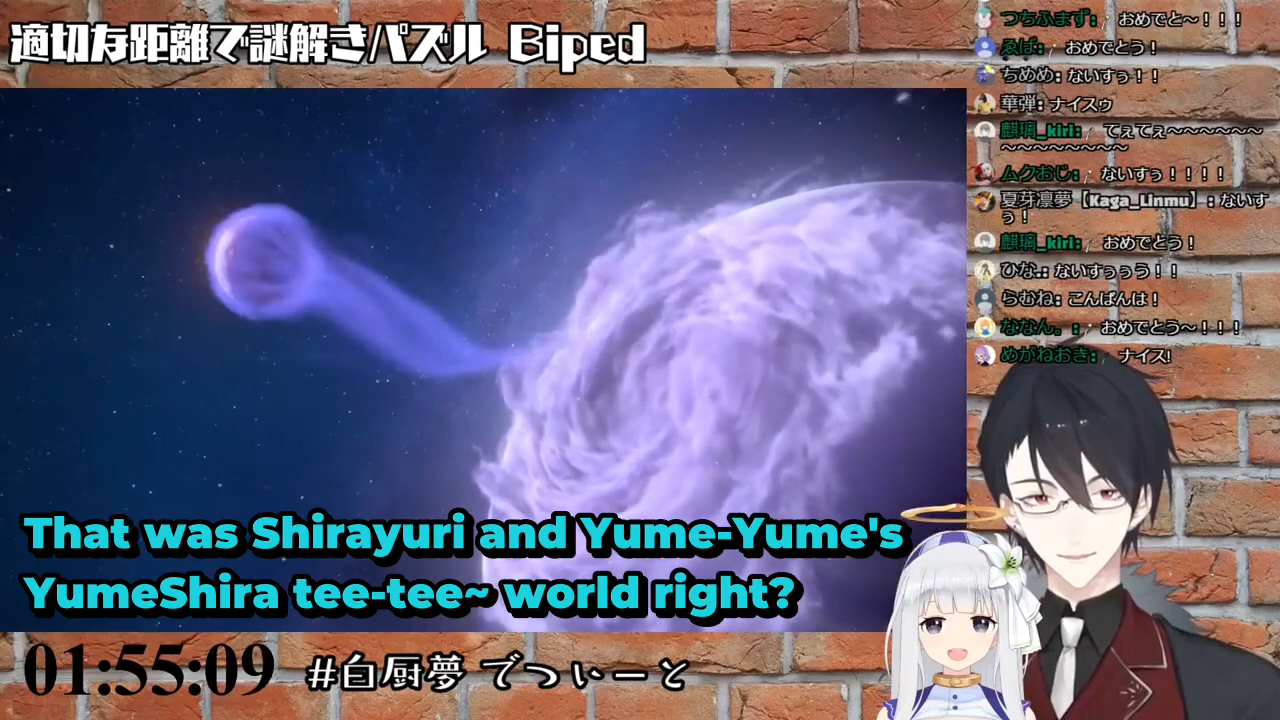 適切な距離で謎解きパズル Biped
つちふまず: おめでと～！！！
ゑば: おめでとう！
ちめめ: ないすぅ！！
華弾: ナイスゥ
麒璃_kiri: てぇてぇ～～～～～～
～～～～～～～～
ムクおじ: ないすぅ！！！！
夏芽凛夢【Kaga_Linmu】: ないす
ぅ！
麒璃_kiri: おめでとう！
ひな.: ないすぅぅう！！
らむね: こんばんは！
ななん。: おめでとう～！！！
めがねおき: ナイス!
That was Shirayuri and Yume-Yume's
YumeShira tee-tee~ world right?
01:55:09
#白厨夢 でつぃーと